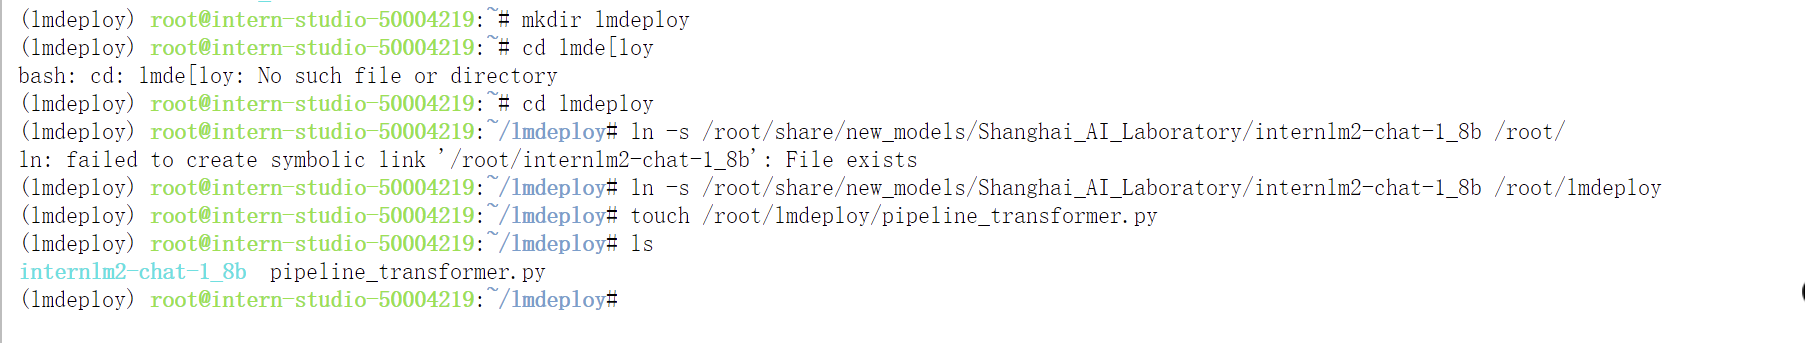 (lmdeploy) root@intern-studio-50004219:~# mkdir lmdeploy
(lmdeploy) root@intern-studio-50004219:~# cd lmde[loy
bash: cd: lmde[loy: No such file or directory
(lmdeploy) root@intern-studio-50004219:~# cd lmdeploy
(lmdeploy) root@intern-studio-50004219:~/lmdeploy# ln -s /root/share/new_models/Shanghai_AI_Laboratory/internlm2-chat-1_8b /root/
ln: failed to create symbolic link '/root/internlm2-chat-1_8b': File exists
(lmdeploy) root@intern-studio-50004219:~/lmdeploy# ln -s /root/share/new_models/Shanghai_AI_Laboratory/internlm2-chat-1_8b /root/lmdeploy
(lmdeploy) root@intern-studio-50004219:~/lmdeploy# touch /root/lmdeploy/pipeline_transformer.py
(lmdeploy) root@intern-studio-50004219:~/lmdeploy# ls
internlm2-chat-1_8b  pipeline_transformer.py
(lmdeploy) root@intern-studio-50004219:~/lmdeploy#